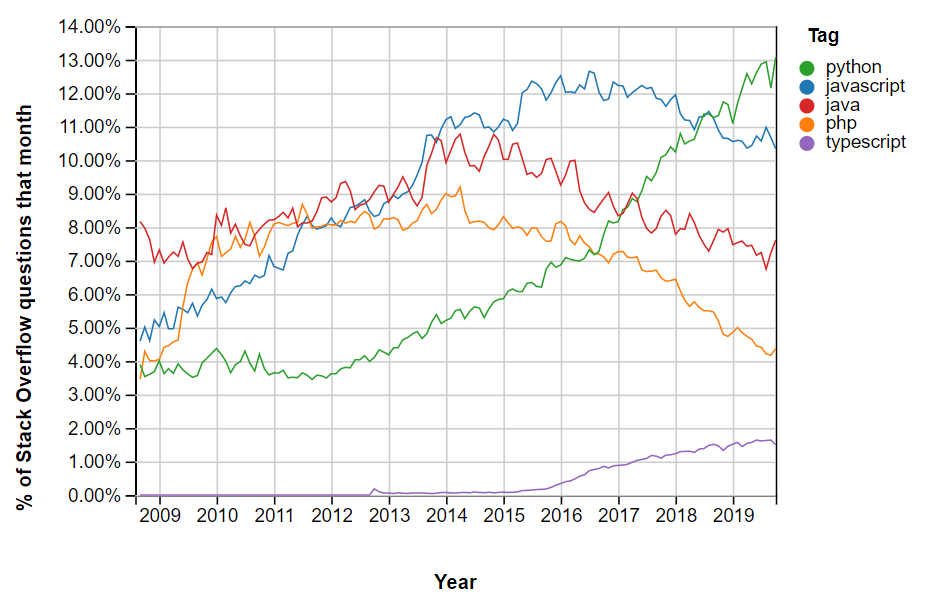 % of Stack Overflow questions that month
14.00%
13.00%
12.00%
11.00%
10.00%
9.00%
8.00%
7.00%
6.00%
5.00%
4.00%
3.00%
2.00%
1.00%
0.00%
2009 2010 2011 2012 2013 2014 2015 2016 2017 2018 2019
Year
Tag
python
javascript
java
php
typescript